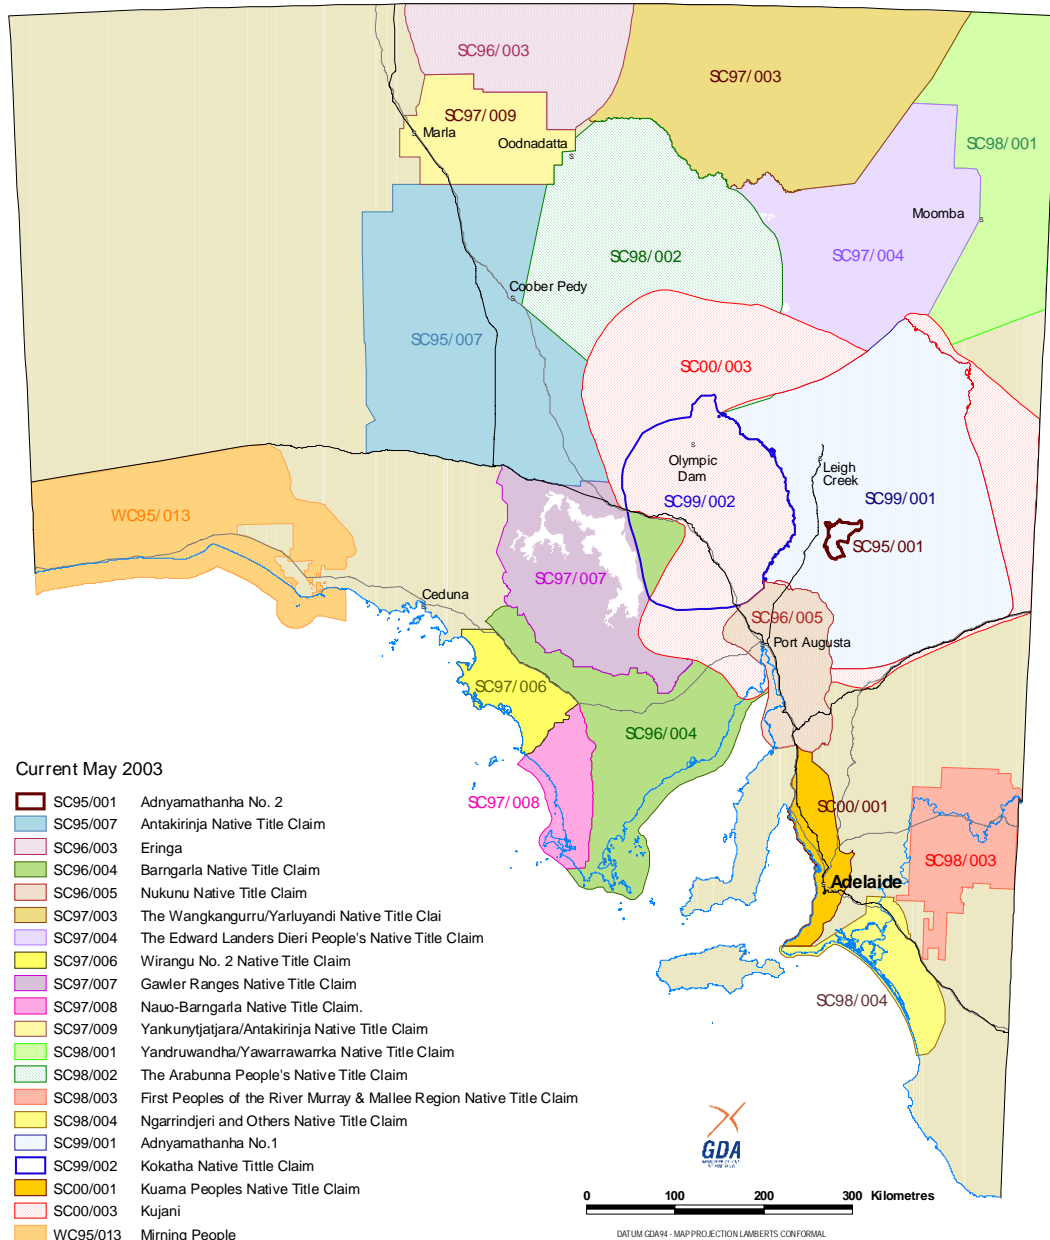 SC96/003
SC97/003
SC97/009
Marla
Oodnadatta
SC98/001
Moomba
SC98/002
SC97/004
Coober Pedy
SC95/007
SC00/003
Olympic
Dam
Leigh
Creek
SC99/002
SC99/001
WC95/013
SC95/001
SC97/007
Ceduna
SC96/005
Port Augusta
SC97/006
SC96/004
SC97/008
SC00/001
SC98/003
Adelaide
SC98/004
Current May 2003
SC95/001 Adnyamathanha No. 2
SC95/007 Antakirinja Native Title Claim
SC96/003 Eringa
SC96/004 Barngarla Native Title Claim
SC96/005 Nukunu Native Title Claim
SC97/003 The Wangkangurru/Yarluyandi Native Title Clai
SC97/004 The Edward Landers Dieri People's Native Title Claim
SC97/006 Wirangu No. 2 Native Title Claim
SC97/007 Gawler Ranges Native Title Claim
SC97/008 Nauo-Barngarla Native Title Claim.
SC97/009 Yankunytjatjara/Antakirinja Native Title Claim
SC98/001 Yandruwandha/Yawarrawarrka Native Title Claim
SC98/002 The Arabunna People's Native Title Claim
SC98/003 First Peoples of the River Murray & Mallee Region Native Title Claim
SC98/004 Ngarrindjeri and Others Native Title Claim
SC99/001 Adnyamathanha No.1
SC99/002 Kokatha Native Tittle Claim
SC00/001 Kuarna Peoples Native Title Claim
SC00/003 Kujani
WC95/013 Mirning People
GDA
0 100 200 300 Kilometres
DATUM GDA94 - MAP PROJECTION LAMBERTS CONFORMAL